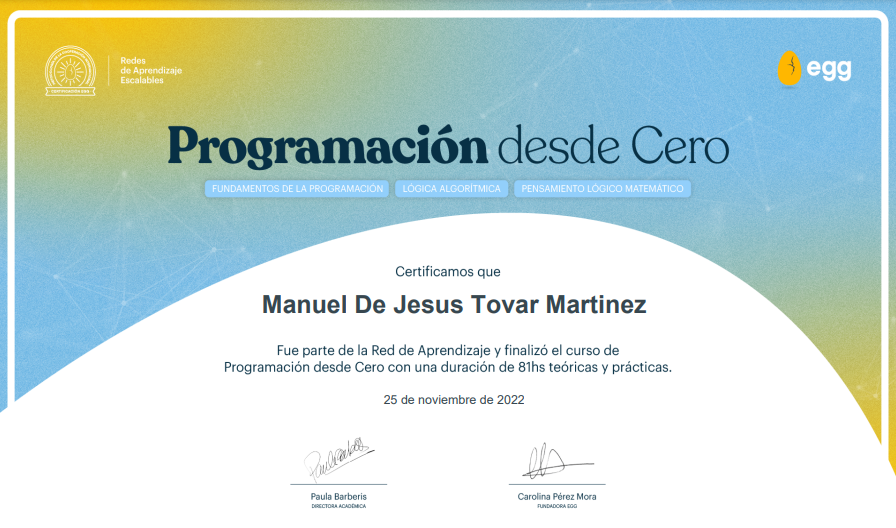 Redes
de Aprendizaje
Escalables
CERTIFICACIÓN EGG
egg
Programación desde Cero
FUNDAMENTOS DE LA PROGRAMACIÓN
LÓGICA ALGORÍTMICA
PENSAMIENTO LÓGICO MATEMÁTICO
Certificamos que
Manuel De Jesus Tovar Martinez
Fue parte de la Red de Aprendizaje y finalizó el curso de
Programación desde Cero con una duración de 81hs teóricas y prácticas.
25 de noviembre de 2022
Paula Barberis
DIRECTORA ACADÉMICA
Carolina Pérez Mora
FUNDADORA EGG